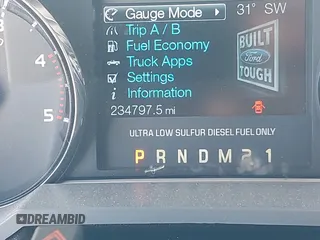 Gauge Mode
31° SW
Trip A / B
Fuel Economy
Truck Apps
Settings
Information
234797.5 mi
BUILT
Ford
TOUGH
4
5
ULTRA LOW SULFUR DIESEL FUEL ONLY
P R N D M 2 1
DREAMBID